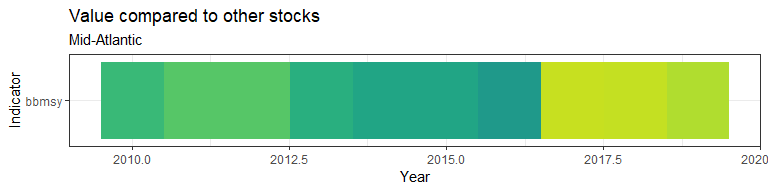 Value compared to other stocks
Mid-Atlantic
Indicator
bbmsy
2010.0 2012.5 2015.0 2017.5 2020
Year